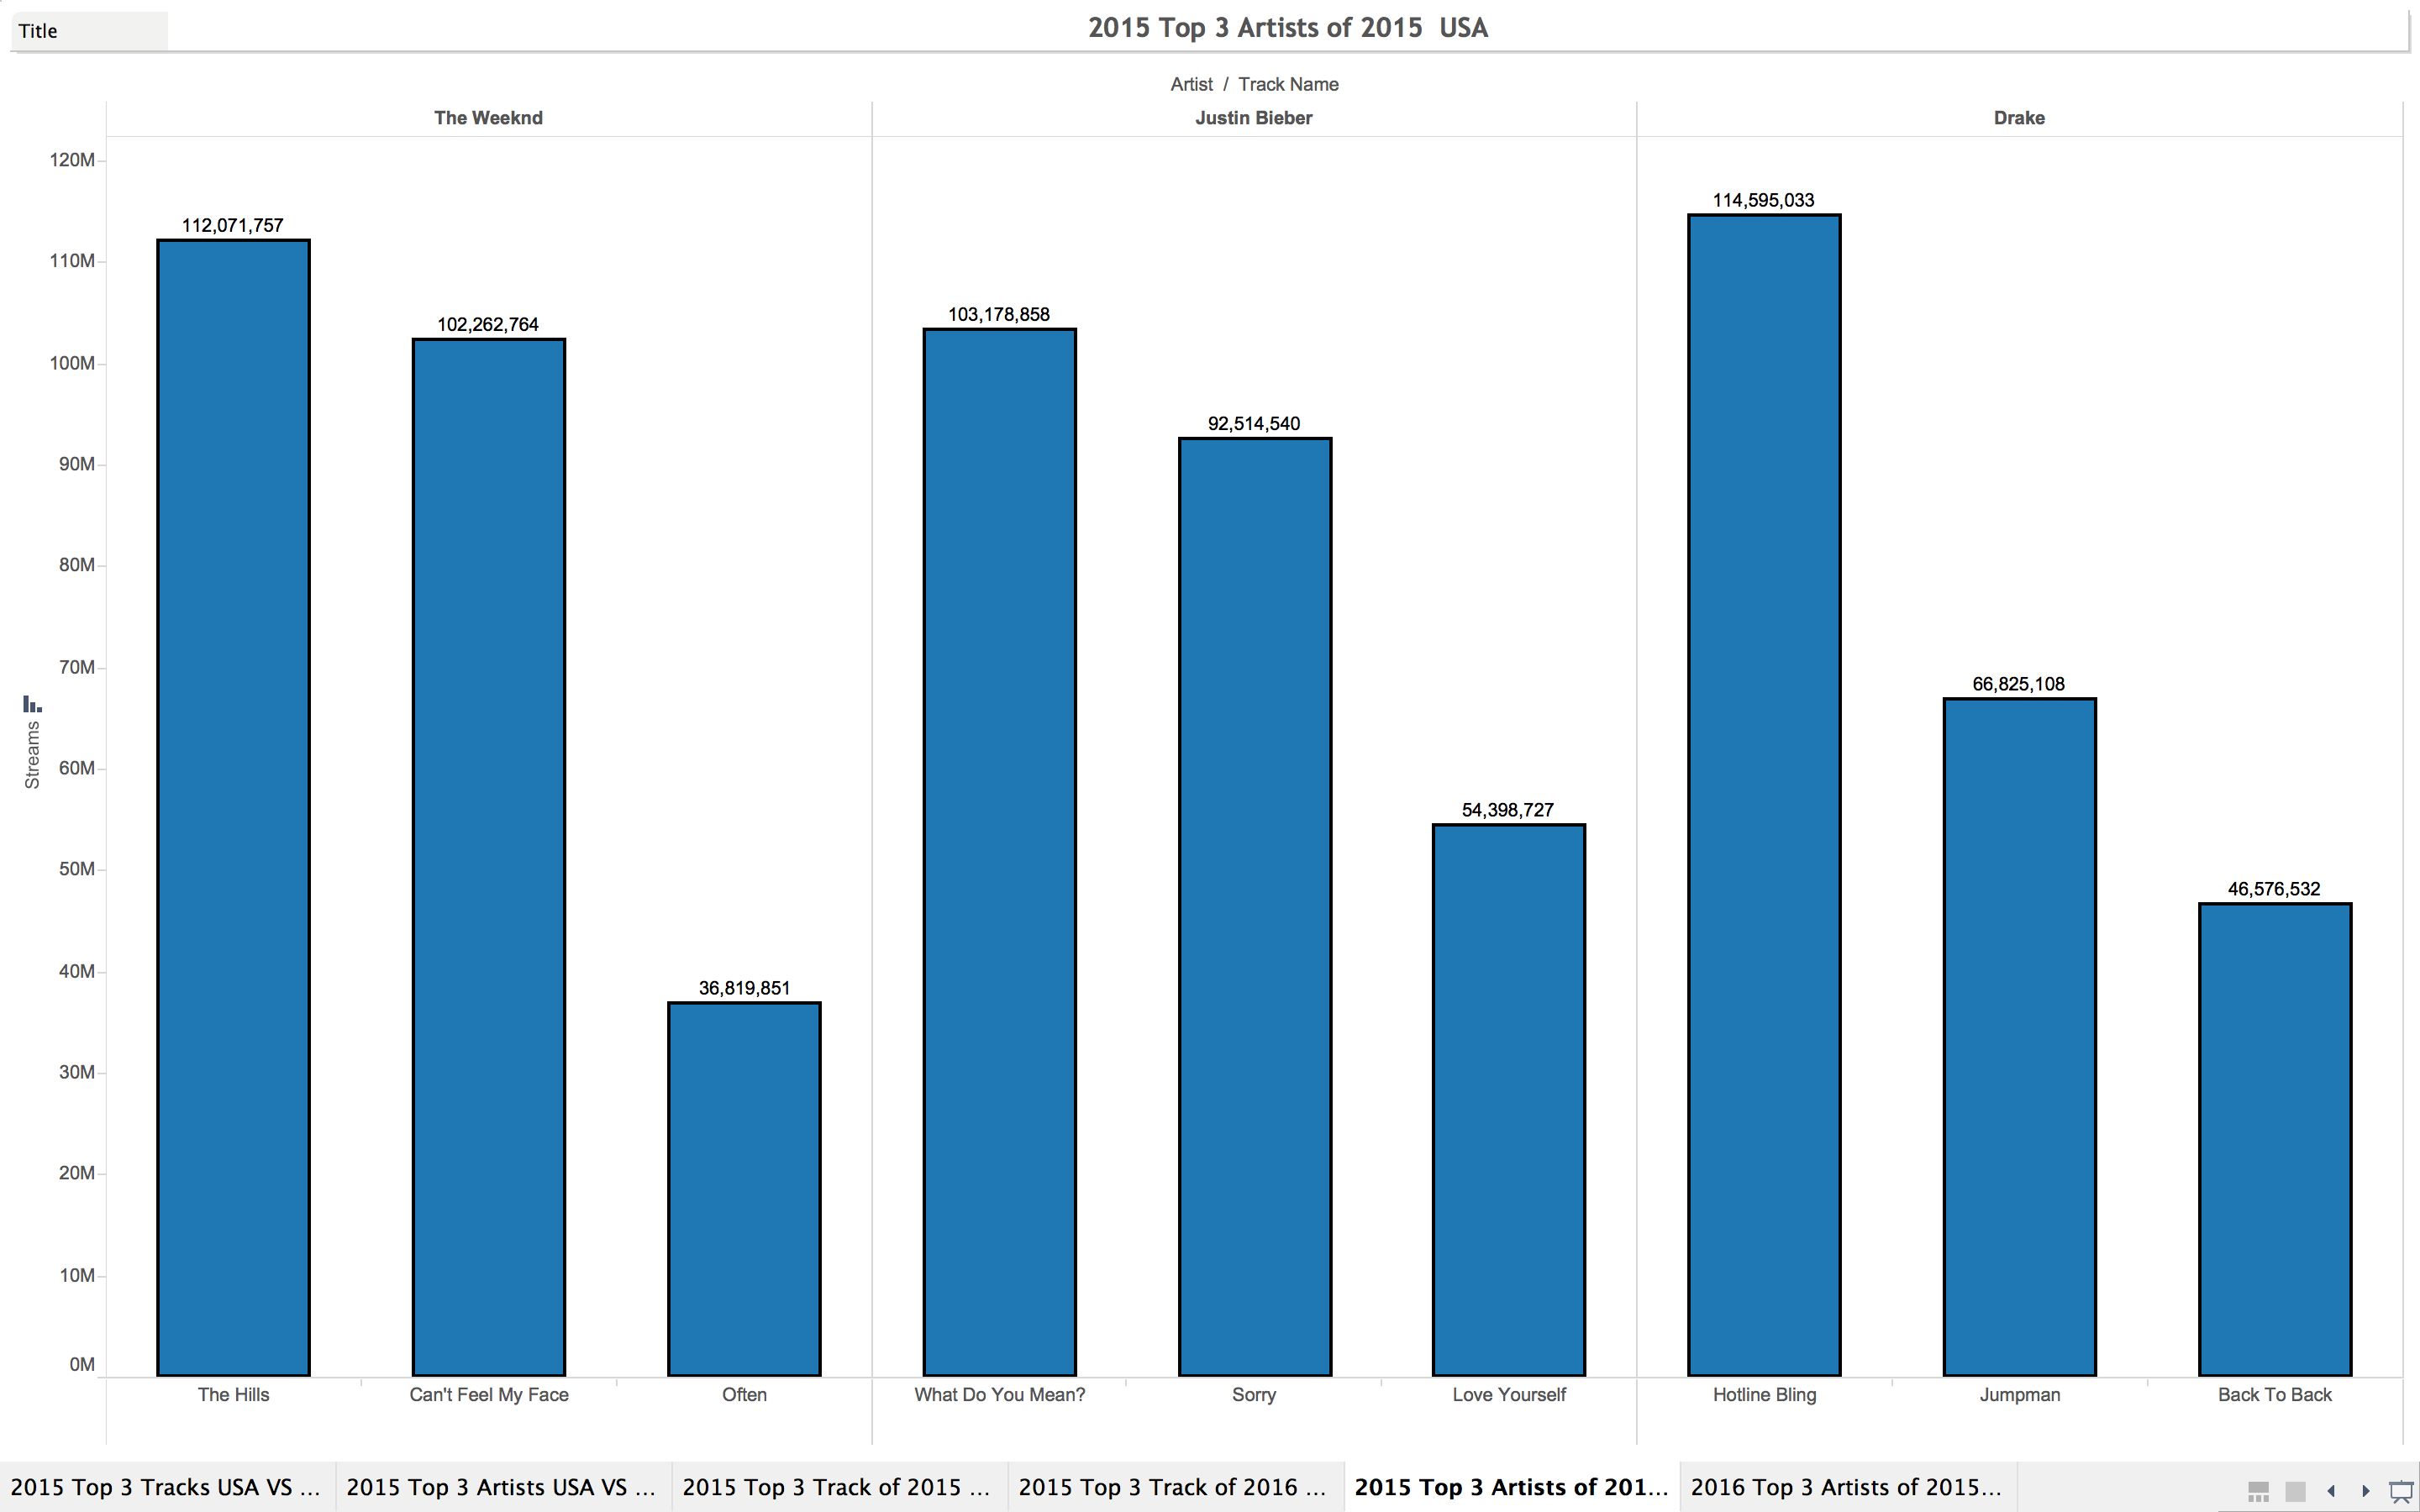 Title
2015 Top 3 Artists of 2015  USA
Artist / Track Name
The Weeknd
Justin Bieber
Drake
120M
110M
100M
90M
80M
70M
60M
50M
40M
30M
20M
10M
0M
Streams
112,071,757
102,262,764
36,819,851
103,178,858
92,514,540
54,398,727
114,595,033
66,825,108
46,576,532
The Hills
Can't Feel My Face
Often
What Do You Mean?
Sorry
Love Yourself
Hotline Bling
Jumpman
Back To Back
2015 Top 3 Tracks USA VS ...
2015 Top 3 Artists USA VS ...
2015 Top 3 Track of 2015 ...
2015 Top 3 Track of 2016 ...
2015 Top 3 Artists of 201...
2016 Top 3 Artists of 2015...